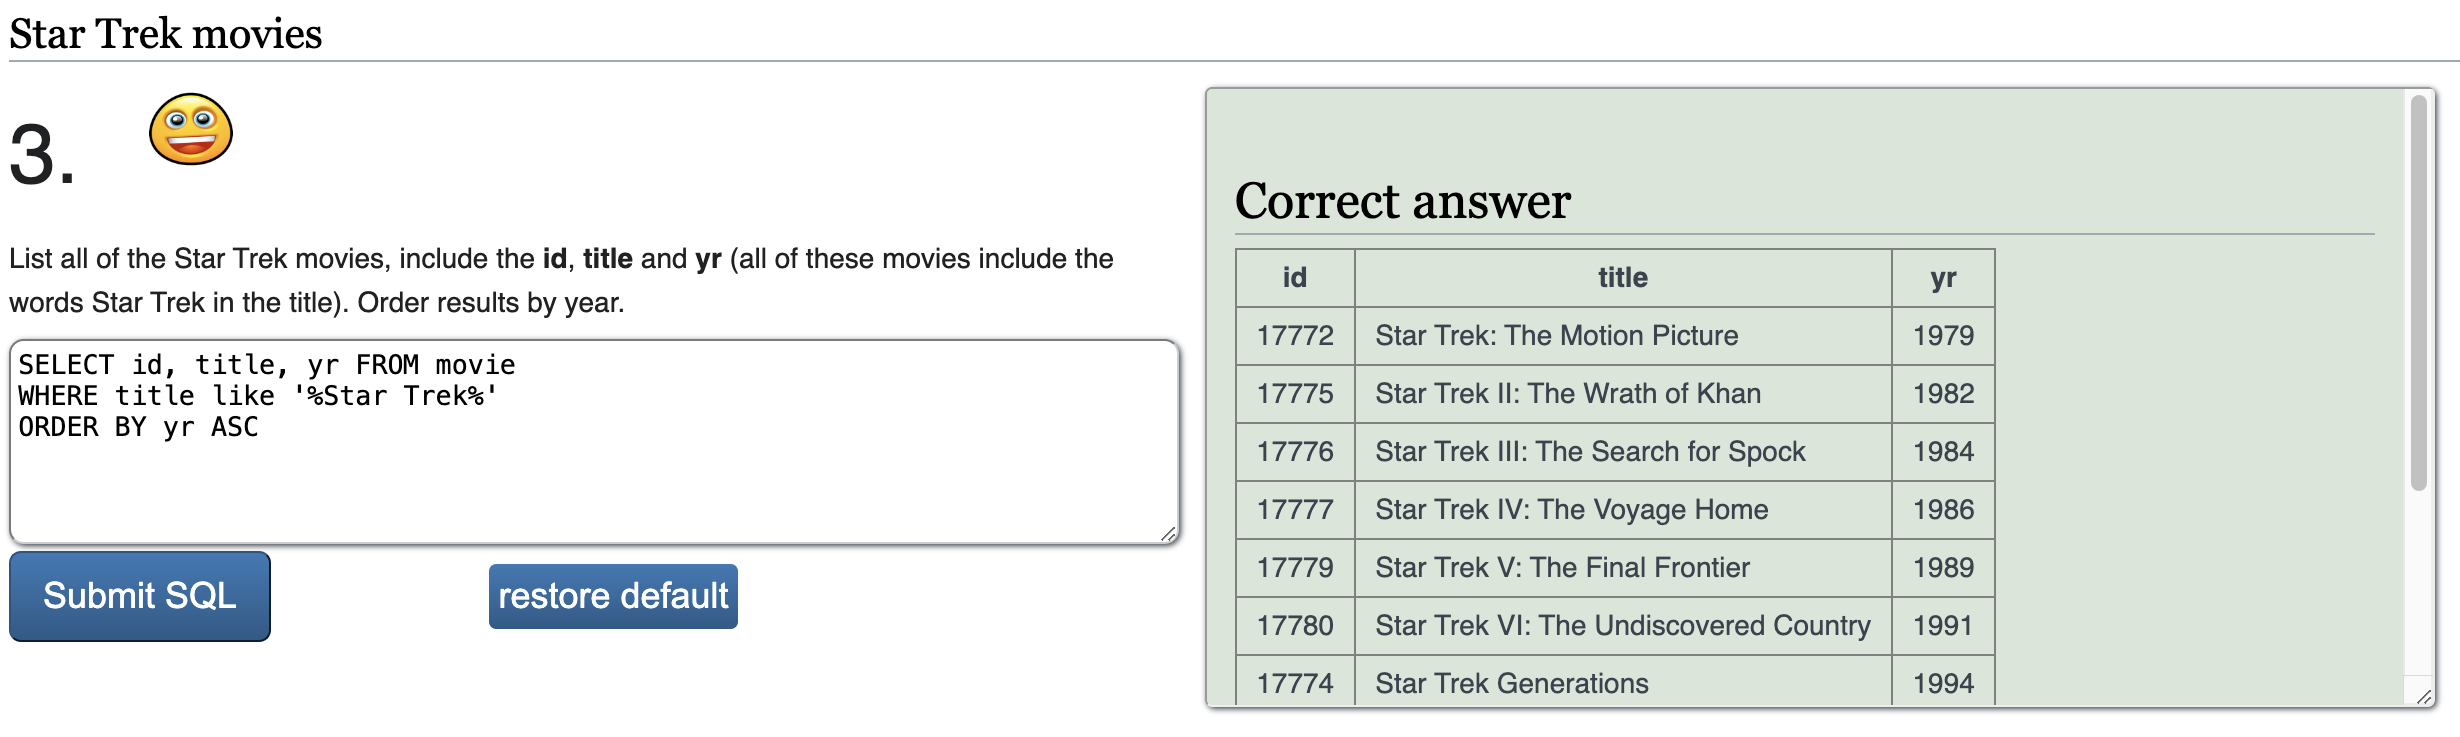 Star Trek movies
3.
List all of the Star Trek movies, include the id, title and yr (all of these movies include the
words Star Trek in the title). Order results by year.
SELECT id, title, yr FROM movie
WHERE title like '%Star Trek%'
ORDER BY yr ASC
Submit SQL
restore default
Correct answer
id title yr
17772 Star Trek: The Motion Picture 1979
17775 Star Trek II: The Wrath of Khan 1982
17776 Star Trek III: The Search for Spock 1984
17777 Star Trek IV: The Voyage Home 1986
17779 Star Trek V: The Final Frontier 1989
17780 Star Trek VI: The Undiscovered Country 1991
17774 Star Trek Generations 1994